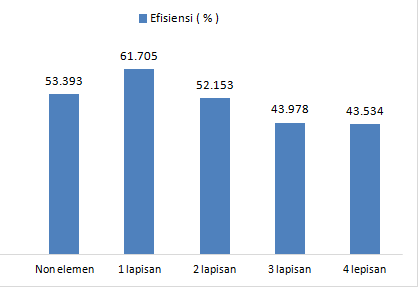 Efisiensi ( % )
61.705
53.393
52.153
43.978
43.534
Non elemen 1 lapisan 2 lapisan 3 lapisan 4 lepisan